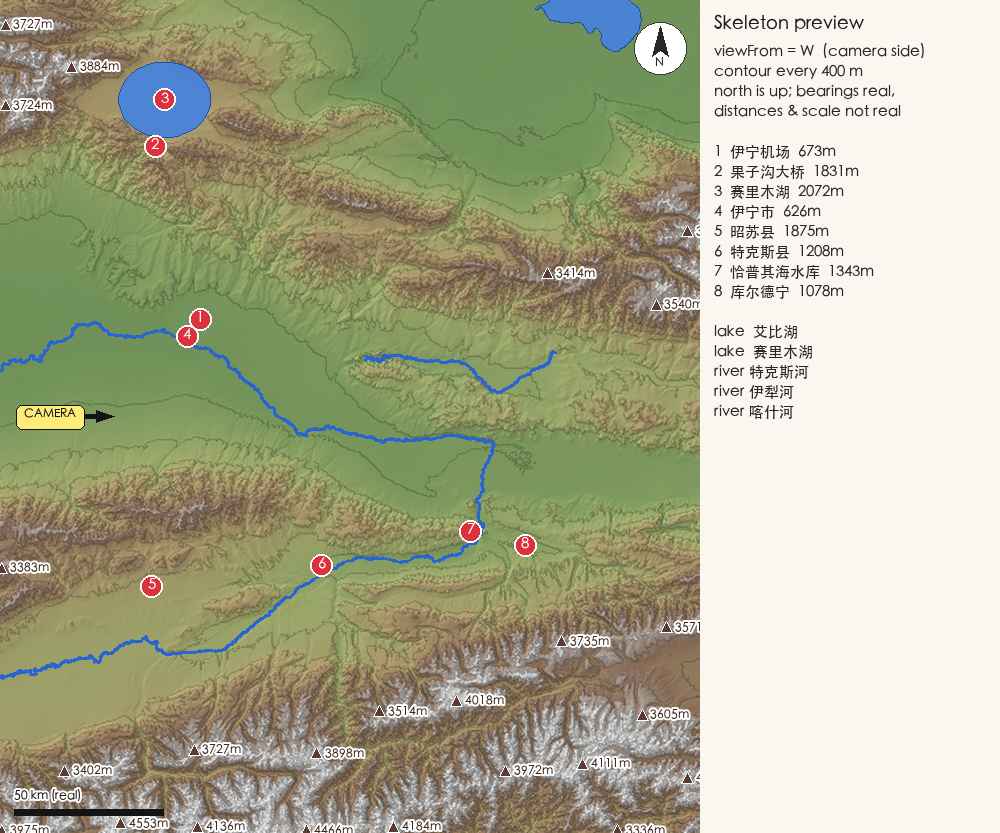 3727m
3884m
3724m
N
3
2
3414m
3540m
1
4
CAMERA
7
8
6
5
3383m
3571
3735m
4018m
3514m
3605m
3727m
3898m
4111m
3972m
3402m
50 km (real)
3975m
4553m
4136m
4466m
4184m
3336m
Skeleton preview
viewFrom = W (camera side)
contour every 400 m
north is up; bearings real,
distances & scale not real
1 伊宁机场 673m
2 果子沟大桥 1831m
3 赛里木湖 2072m
4 伊宁市 626m
5 昭苏县 1875m
6 特克斯县 1208m
7 恰普其海水库 1343m
8 库尔德宁 1078m
lake 艾比湖
lake 赛里木湖
river 特克斯河
river 伊犁河
river 喀什河